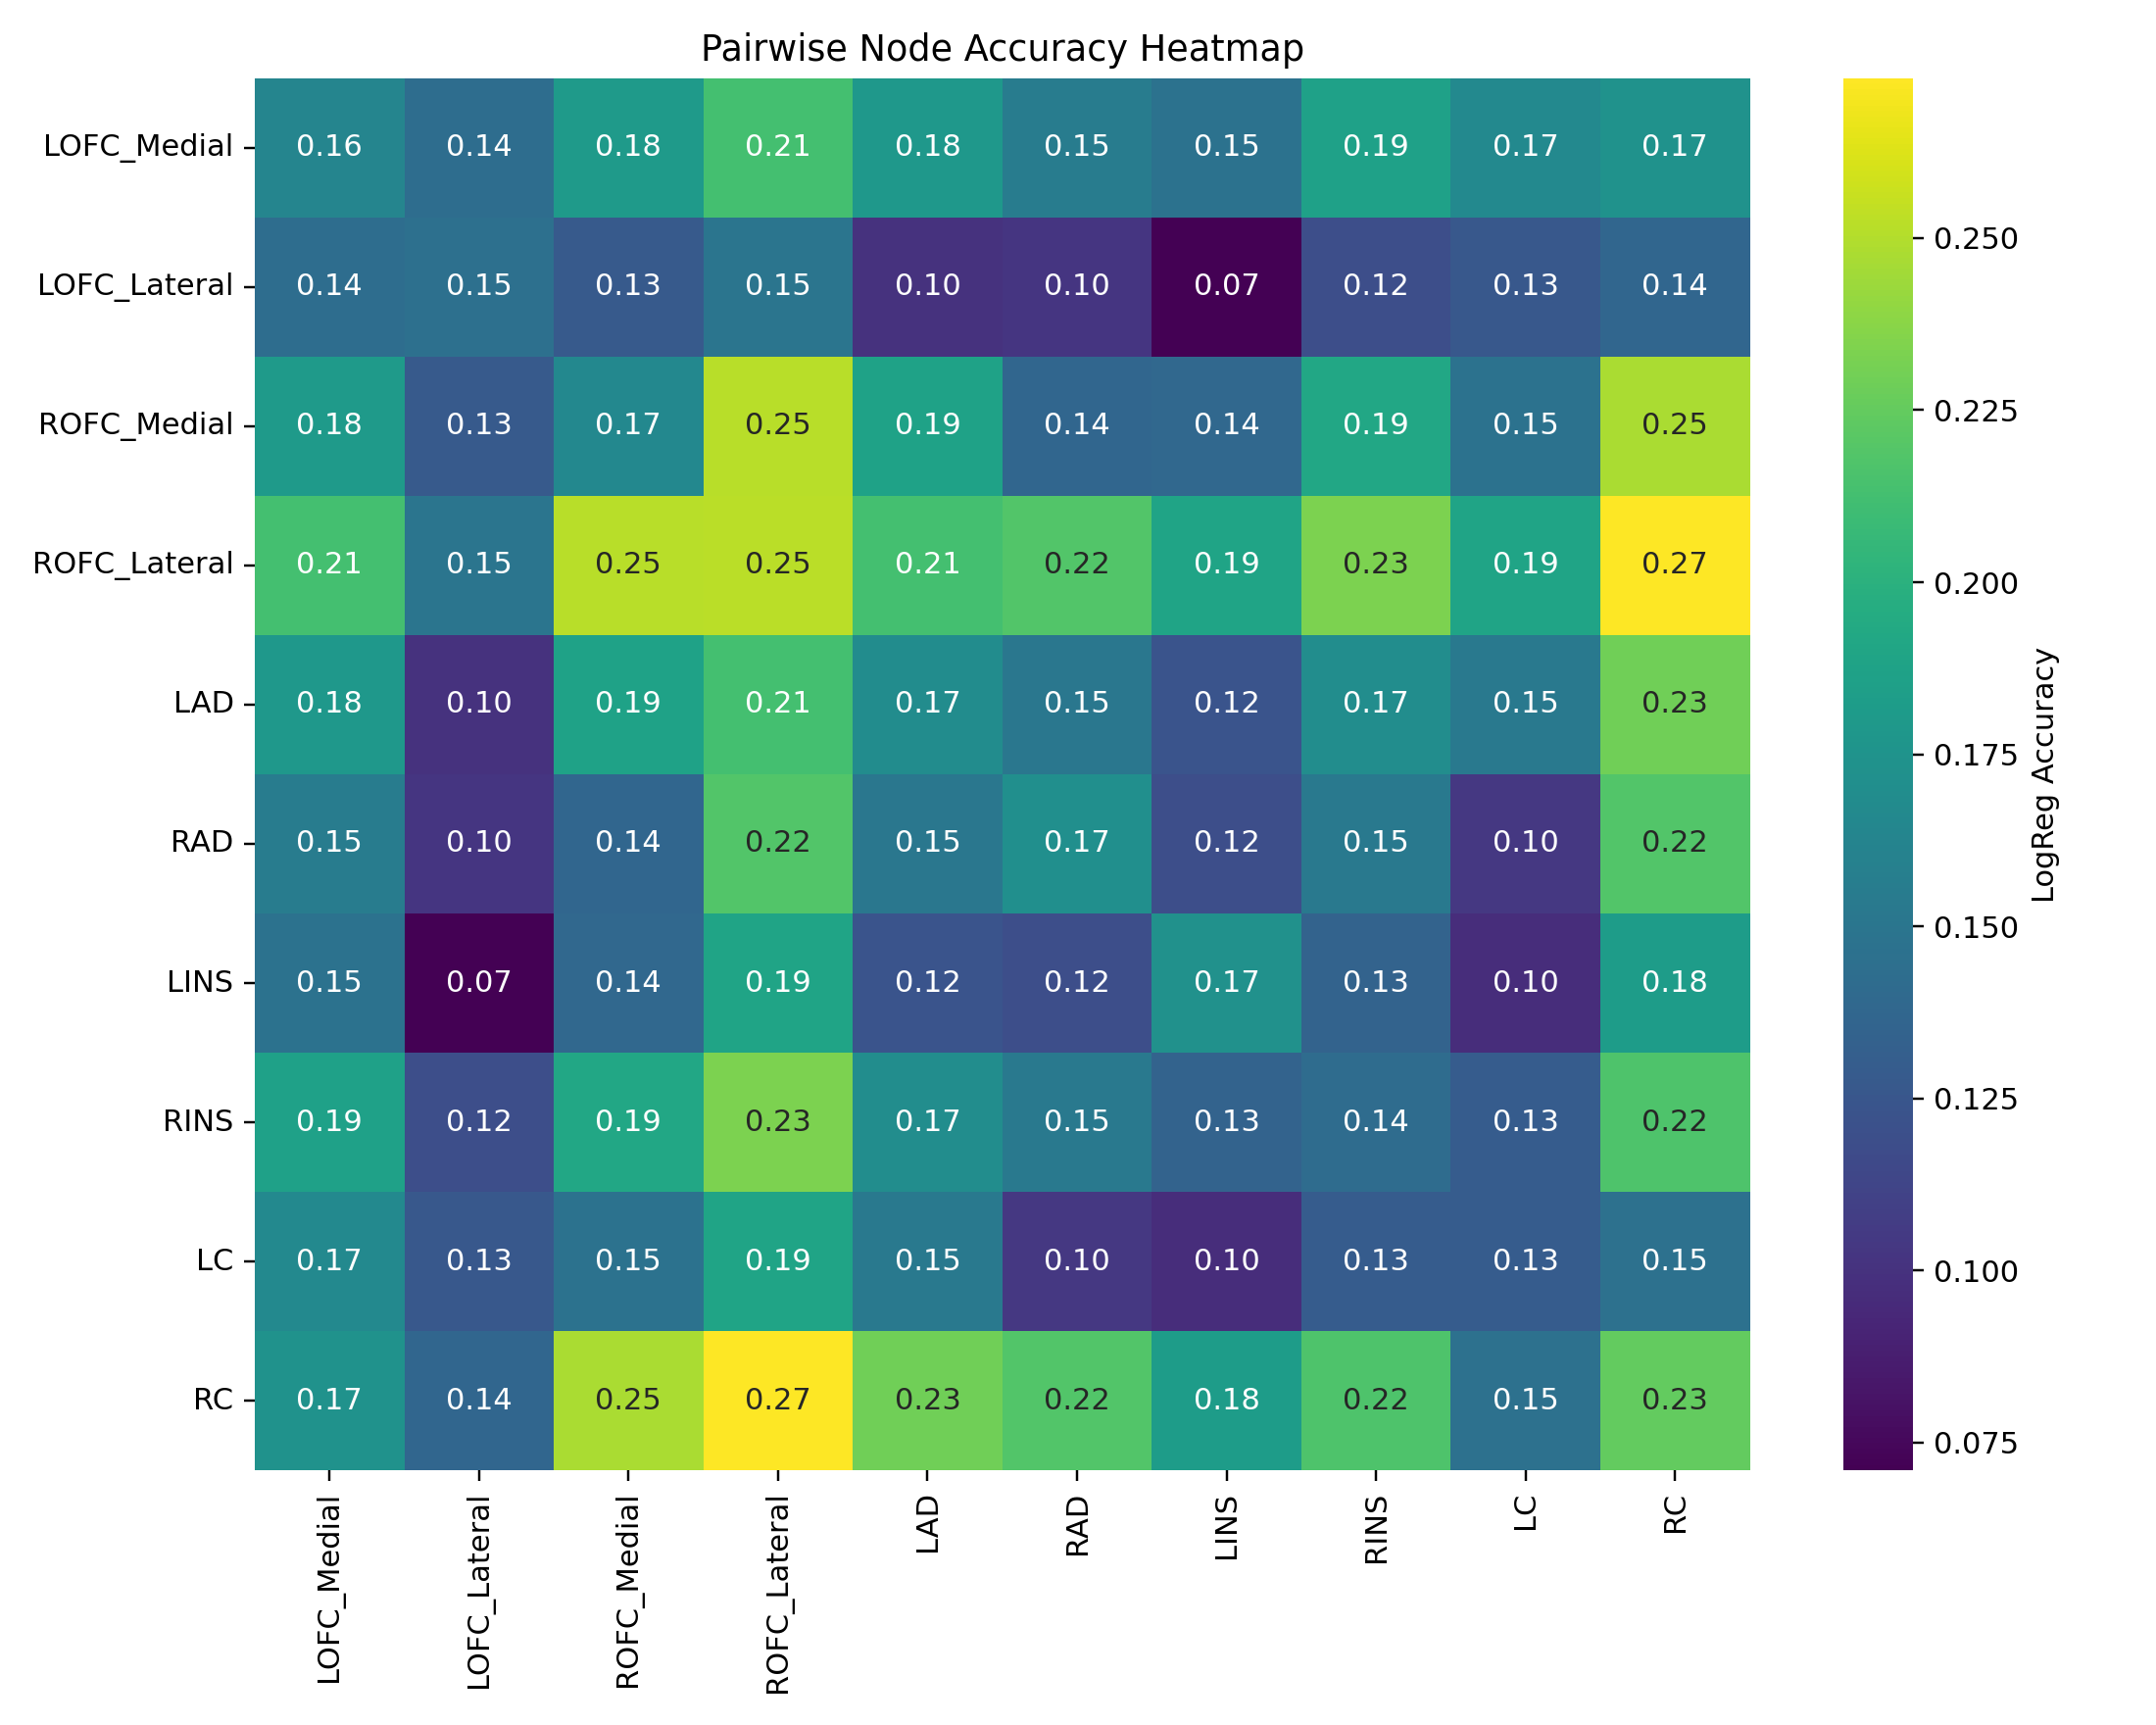 Pairwise Node Accuracy Heatmap
LOFC_Medial 0.16 0.14 0.18 0.21 0.18 0.15 0.15 0.19 0.17 0.17
LOFC_Lateral 0.14 0.15 0.13 0.15 0.10 0.10 0.07 0.12 0.13 0.14
ROFC_Medial 0.18 0.13 0.17 0.25 0.19 0.14 0.14 0.19 0.15 0.25
ROFC_Lateral 0.21 0.15 0.25 0.25 0.21 0.22 0.19 0.23 0.19 0.27
LAD 0.18 0.10 0.19 0.21 0.17 0.15 0.12 0.17 0.15 0.23
RAD 0.15 0.10 0.14 0.22 0.15 0.17 0.12 0.15 0.10 0.22
LINS 0.15 0.07 0.14 0.19 0.12 0.12 0.17 0.13 0.10 0.18
RINS 0.19 0.12 0.19 0.23 0.17 0.15 0.13 0.14 0.13 0.22
LC 0.17 0.13 0.15 0.19 0.15 0.10 0.10 0.13 0.13 0.15
RC 0.17 0.14 0.25 0.27 0.23 0.22 0.18 0.22 0.15 0.23
LOFC_Medial
LOFC_Lateral
ROFC_Medial
ROFC_Lateral
LAD
RAD
LINS
RINS
LC
RC
0.250
0.225
0.200
0.175
0.150
0.125
0.100
0.075
LogReg Accuracy